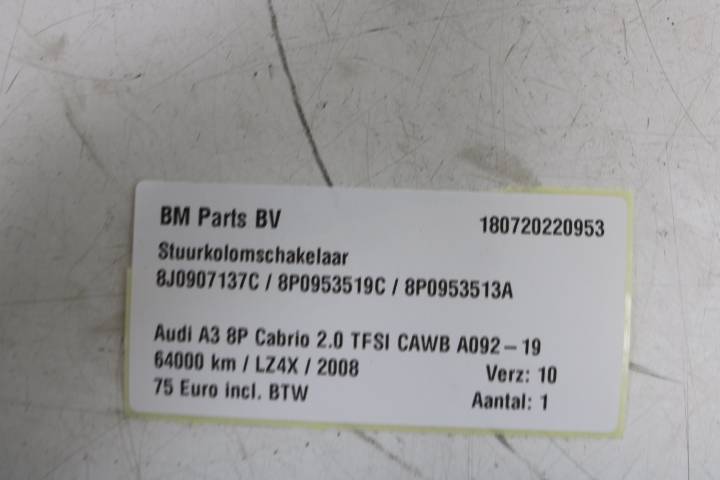 BM Parts BV 180720220953
Stuurkolomschakelaar
8J0907137C / 8P0953519C / 8P0953513A
Audi A3 8P Cabrio 2.0 TFSI CAWB A092-19
64000 km / LZ4X / 2008 Verz: 10
75 Euro incl. BTW Aantal: 1